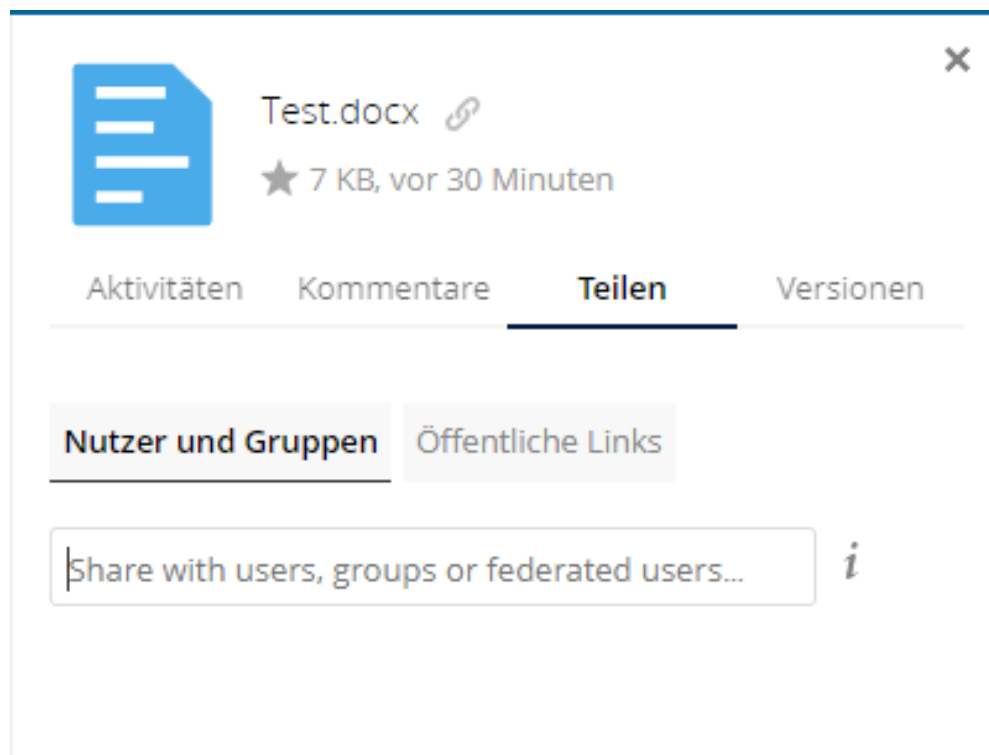 Test.docx
7 KB, vor 30 Minuten
Aktivitäten Kommentare Teilen Versionen
Nutzer und Gruppen Öffentliche Links
Share with users, groups or federated users...
i